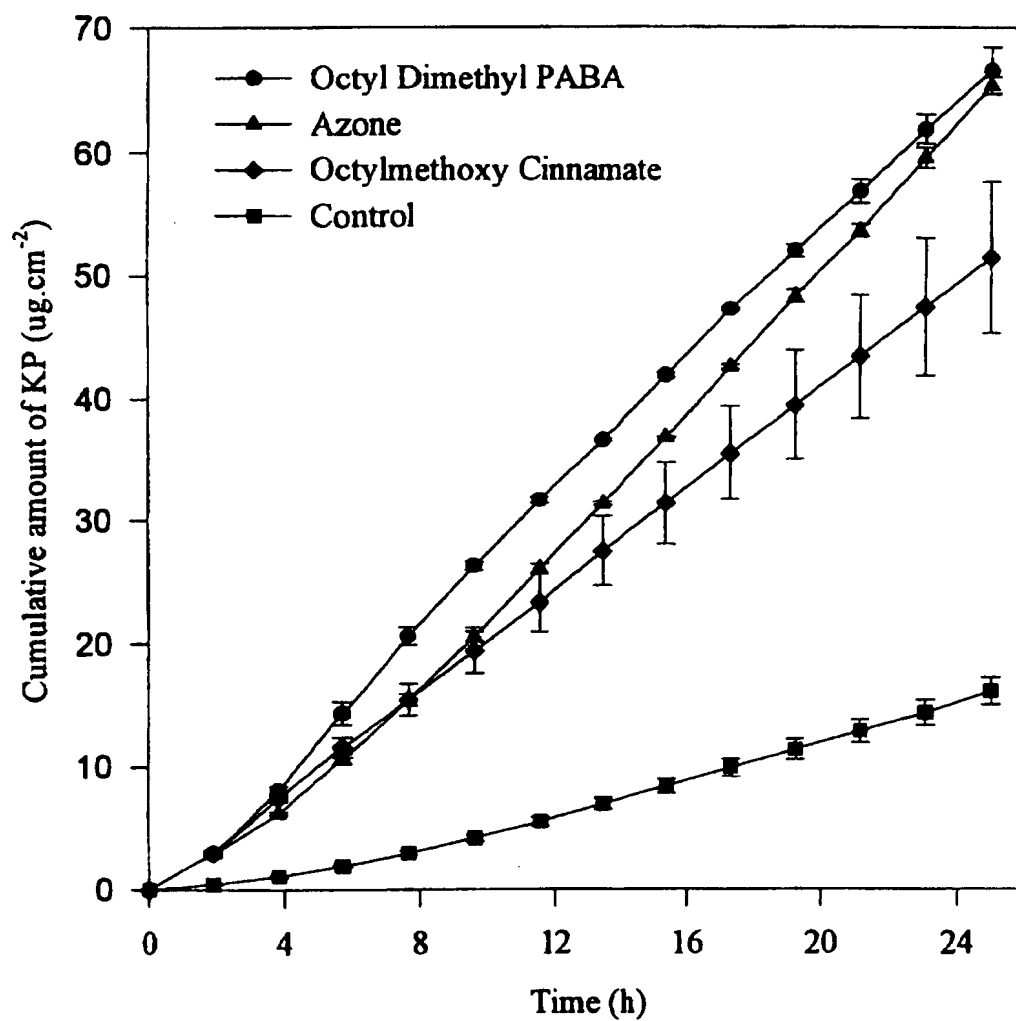 70
60
50
40
30
20
10
0
Cumulative amount of KP (ug.cm⁻²)
Octyl Dimethyl PABA
Azone
Octylmethoxy Cinnamate
Control
0 4 8 12 16 20 24
Time (h)